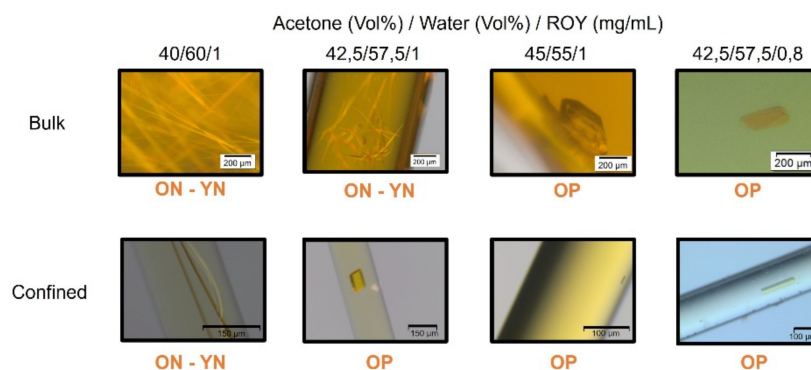 Acetone (Vol%) / Water (Vol%) / ROY (mg/mL)
40/60/1 42,5/57,5/1 45/55/1 42,5/57,5/0,8
Bulk
200 µm 200 µm 200 µm 200 µm
ON - YN ON - YN OP OP
Confined
150 µm 150 µm 100 µm 100 µm
ON - YN OP OP OP